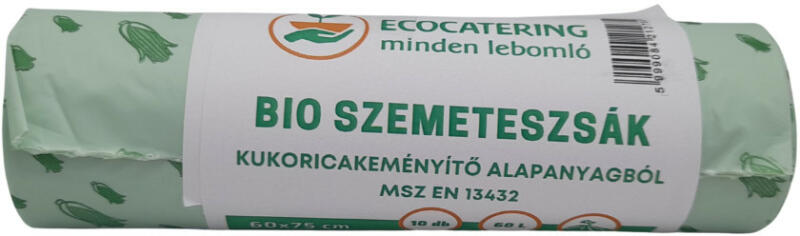 ECOCATERING
minden lebomló
BIO SZEMETESZSÁK
KUKORICAKEMÉNYÍTŐ ALAPANYAGBÓL
MSZ EN 13432
60x75 cm
10 db
60 L